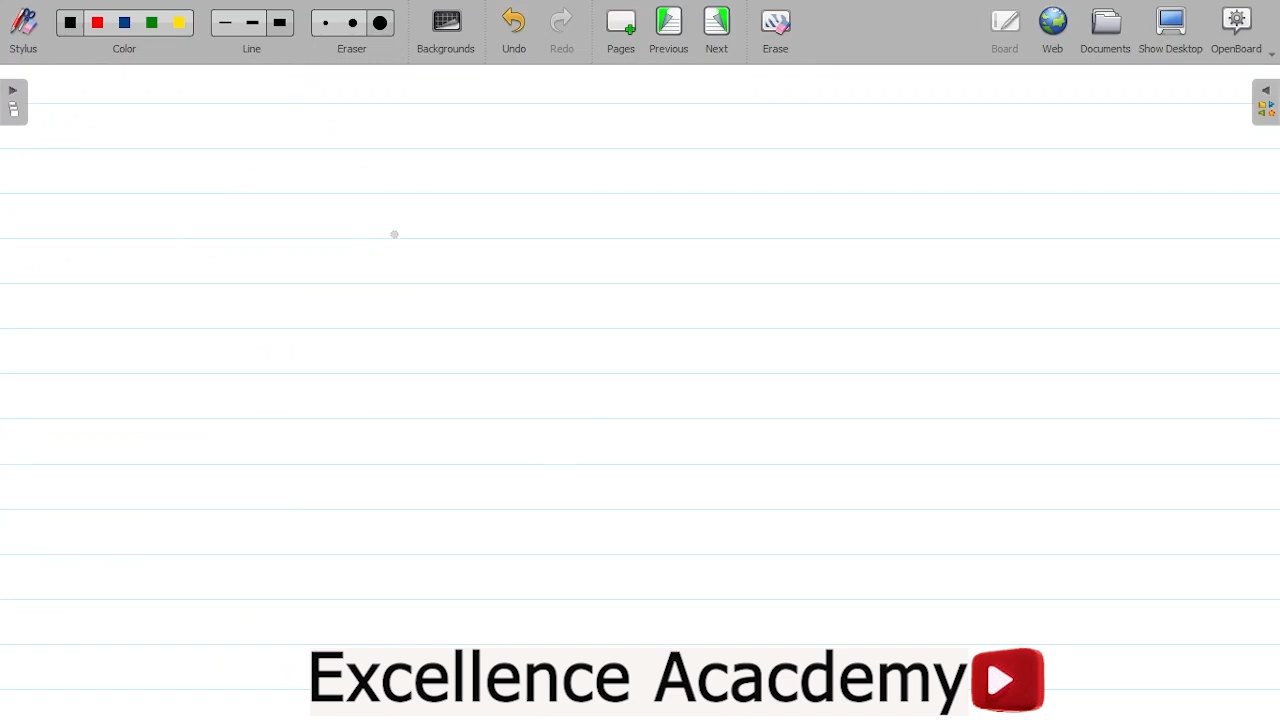 Stylus Color Line Eraser Backgrounds Undo Redo Pages Previous Next Erase Board Web Documents Show Desktop OpenBoard
Excellence Acacdemy